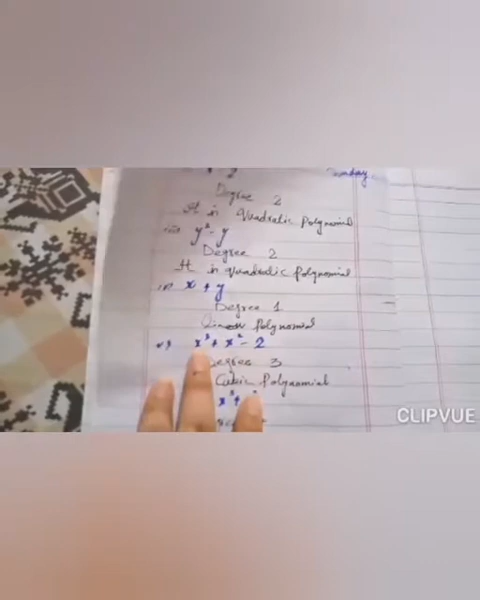 Tuesday
Degree 2
It is Quadratic Polynomial
y² - y
Degree 2
It is quadratic Polynomial
x + y
Degree 1
Linear Polynomial
x³ + x² - 2
Degree 3
Cubic Polynomial
CLIPVUE